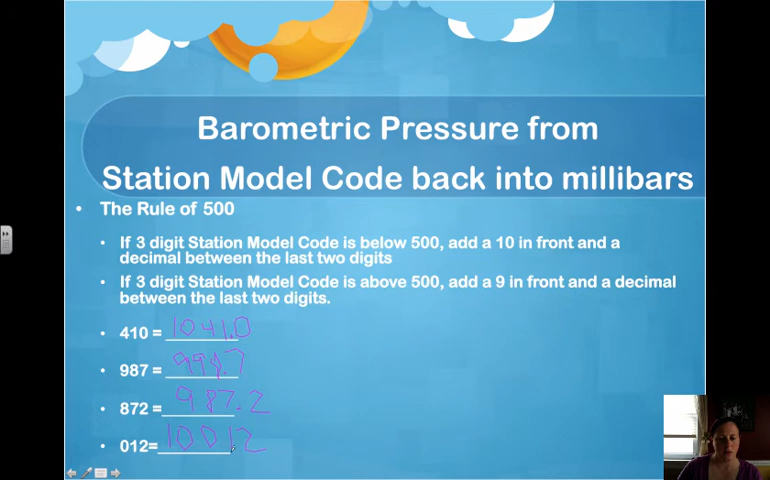 Barometric Pressure from
Station Model Code back into millibars
• The Rule of 500
• If 3 digit Station Model Code is below 500, add a 10 in front and a
decimal between the last two digits
• If 3 digit Station Model Code is above 500, add a 9 in front and a decimal
between the last two digits.
• 410 = 1041.0
• 987 = 998.7
• 872 = 987.2
• 012= 10012